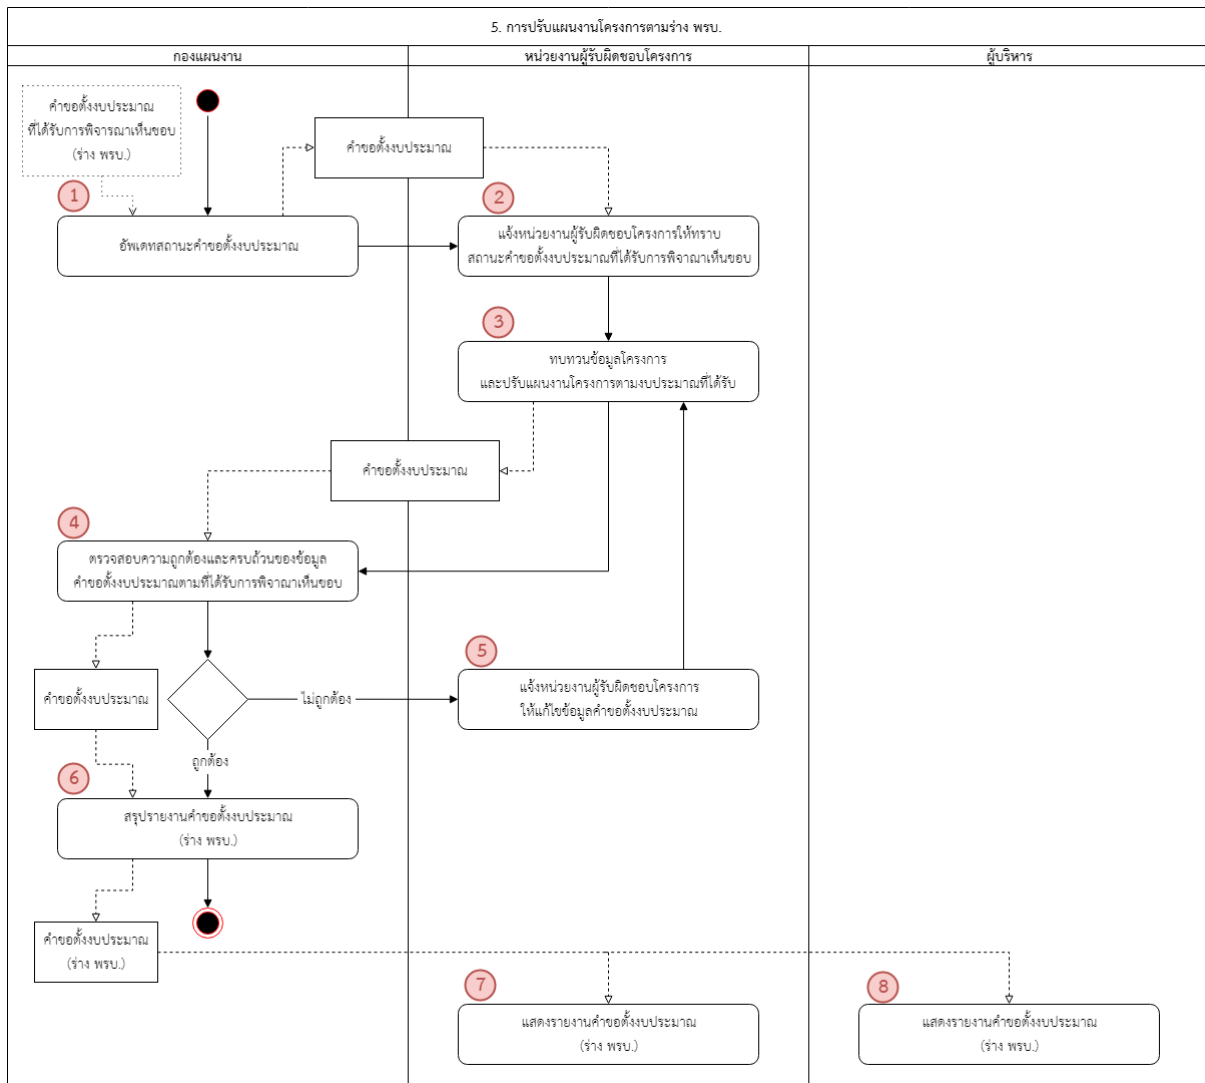 5. การปรับแผนงานโครงการตามร่าง พรบ.
กองแผนงาน
หน่วยงานผู้รับผิดชอบโครงการ
ผู้บริหาร
คำขอตั้งงบประมาณ
ที่ได้รับการพิจารณาเห็นชอบ
(ร่าง พรบ.)
คำขอตั้งงบประมาณ
1
อัพเดทสถานะคำขอตั้งงบประมาณ
2
แจ้งหน่วยงานผู้รับผิดชอบโครงการให้ทราบ
สถานะคำขอตั้งงบประมาณที่ได้รับการพิจาณาเห็นชอบ
3
ทบทวนข้อมูลโครงการ
และปรับแผนงานโครงการตามงบประมาณที่ได้รับ
คำขอตั้งงบประมาณ
4
ตรวจสอบความถูกต้องและครบถ้วนของข้อมูล
คำขอตั้งงบประมาณตามที่ได้รับการพิจาณาเห็นชอบ
คำขอตั้งงบประมาณ
ไม่ถูกต้อง
5
แจ้งหน่วยงานผู้รับผิดชอบโครงการ
ให้แก้ไขข้อมูลคำขอตั้งงบประมาณ
ถูกต้อง
6
สรุปรายงานคำขอตั้งงบประมาณ
(ร่าง พรบ.)
คำขอตั้งงบประมาณ
(ร่าง พรบ.)
7
แสดงรายงานคำขอตั้งงบประมาณ
(ร่าง พรบ.)
8
แสดงรายงานคำขอตั้งงบประมาณ
(ร่าง พรบ.)